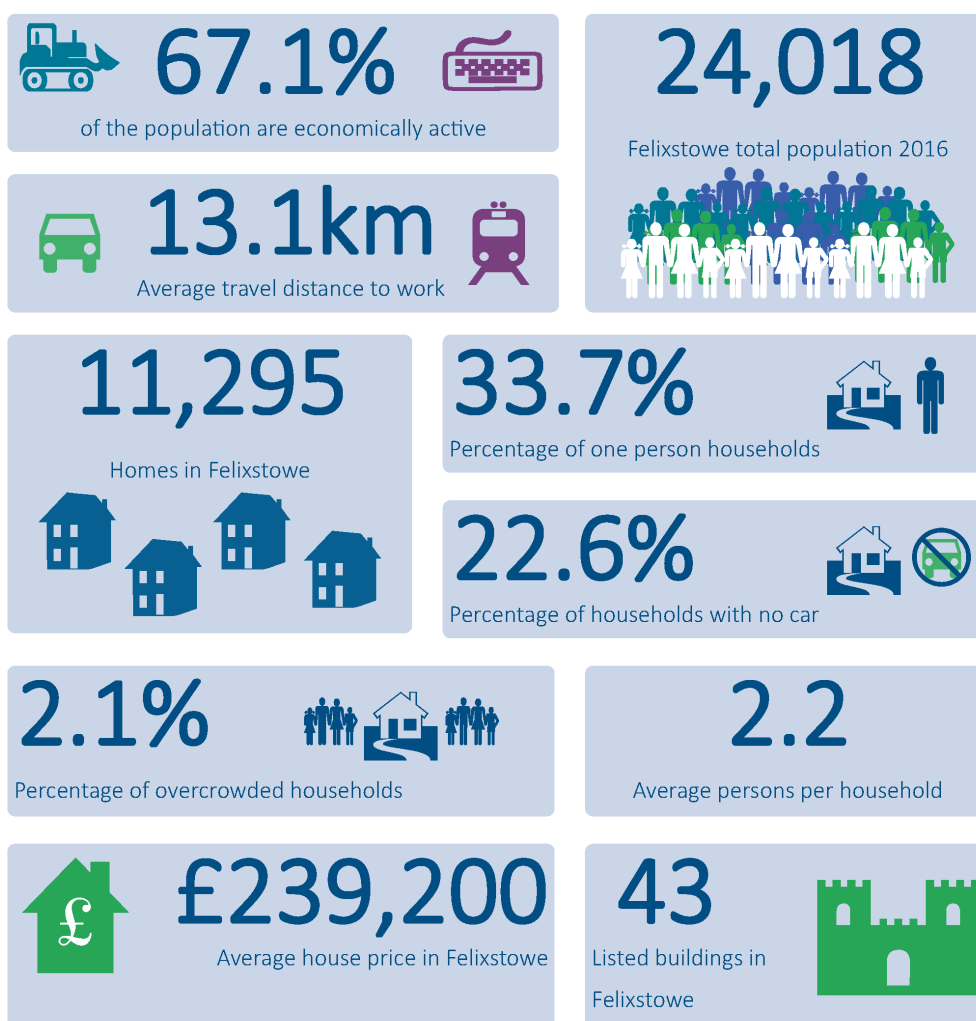 67.1%
of the population are economically active
24,018
Felixstowe total population 2016
13.1km
Average travel distance to work
11,295
Homes in Felixstowe
33.7%
Percentage of one person households
22.6%
Percentage of households with no car
2.1%
Percentage of overcrowded households
2.2
Average persons per household
£
£239,200
Average house price in Felixstowe
43
Listed buildings in
Felixstowe